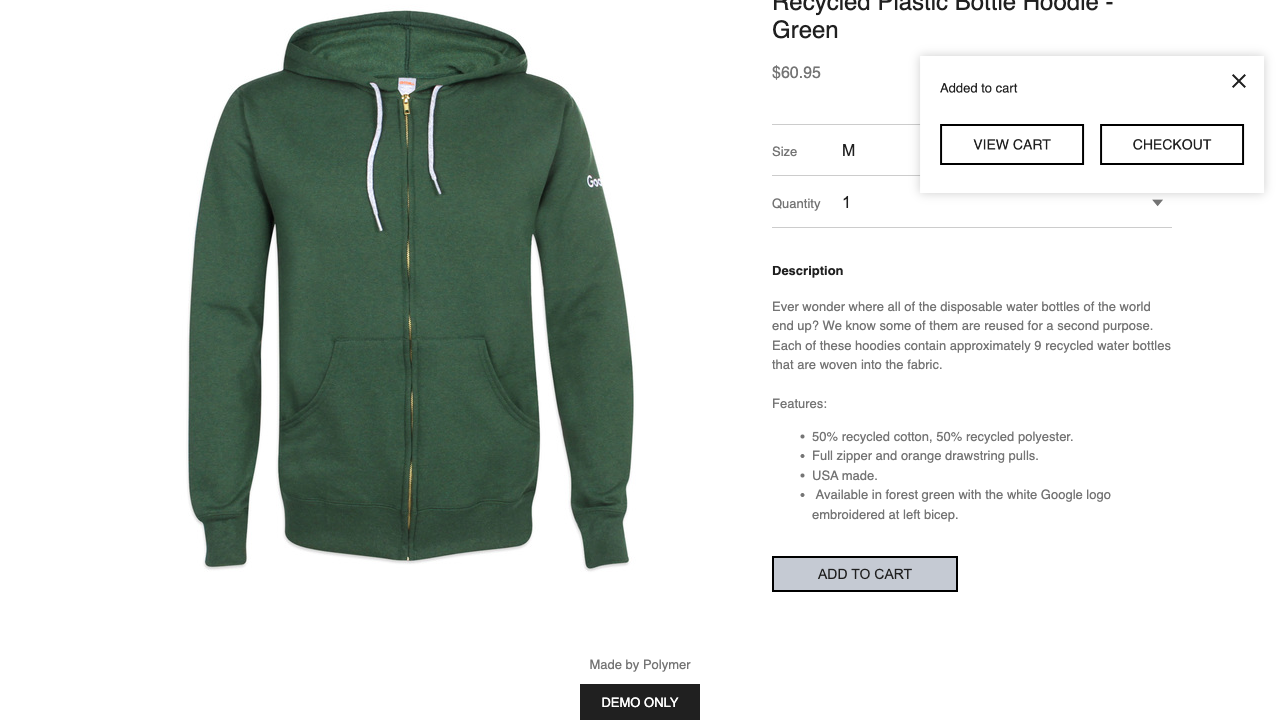 Recycled Plastic Bottle Hoodie -
Green
$60.95
Added to cart
VIEW CART
CHECKOUT
Size
M
Quantity
1
Description
Ever wonder where all of the disposable water bottles of the world
end up? We know some of them are reused for a second purpose.
Each of these hoodies contain approximately 9 recycled water bottles
that are woven into the fabric.
Features:
• 50% recycled cotton, 50% recycled polyester.
• Full zipper and orange drawstring pulls.
• USA made.
• Available in forest green with the white Google logo
embroidered at left bicep.
ADD TO CART
Made by Polymer
DEMO ONLY